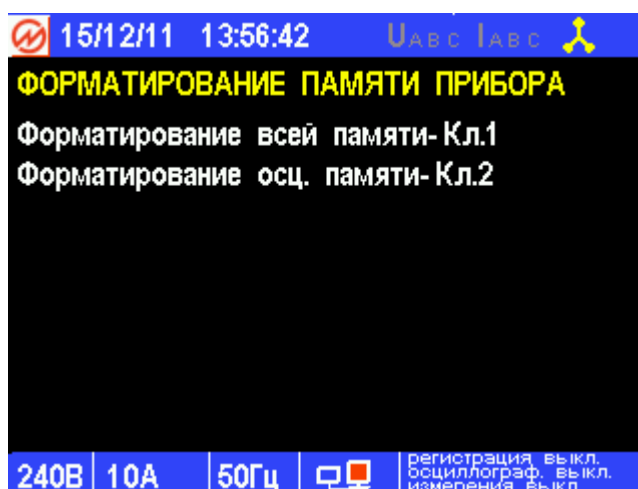 15/12/11 13:56:42 UABC IABC
ФОРМАТИРОВАНИЕ ПАМЯТИ ПРИБОРА
Форматирование всей памяти- Кл.1
Форматирование осц. памяти- Кл.2
240В 10А 50Гц
регистрация выкл.
осциллограф. выкл.
измерения выкл.